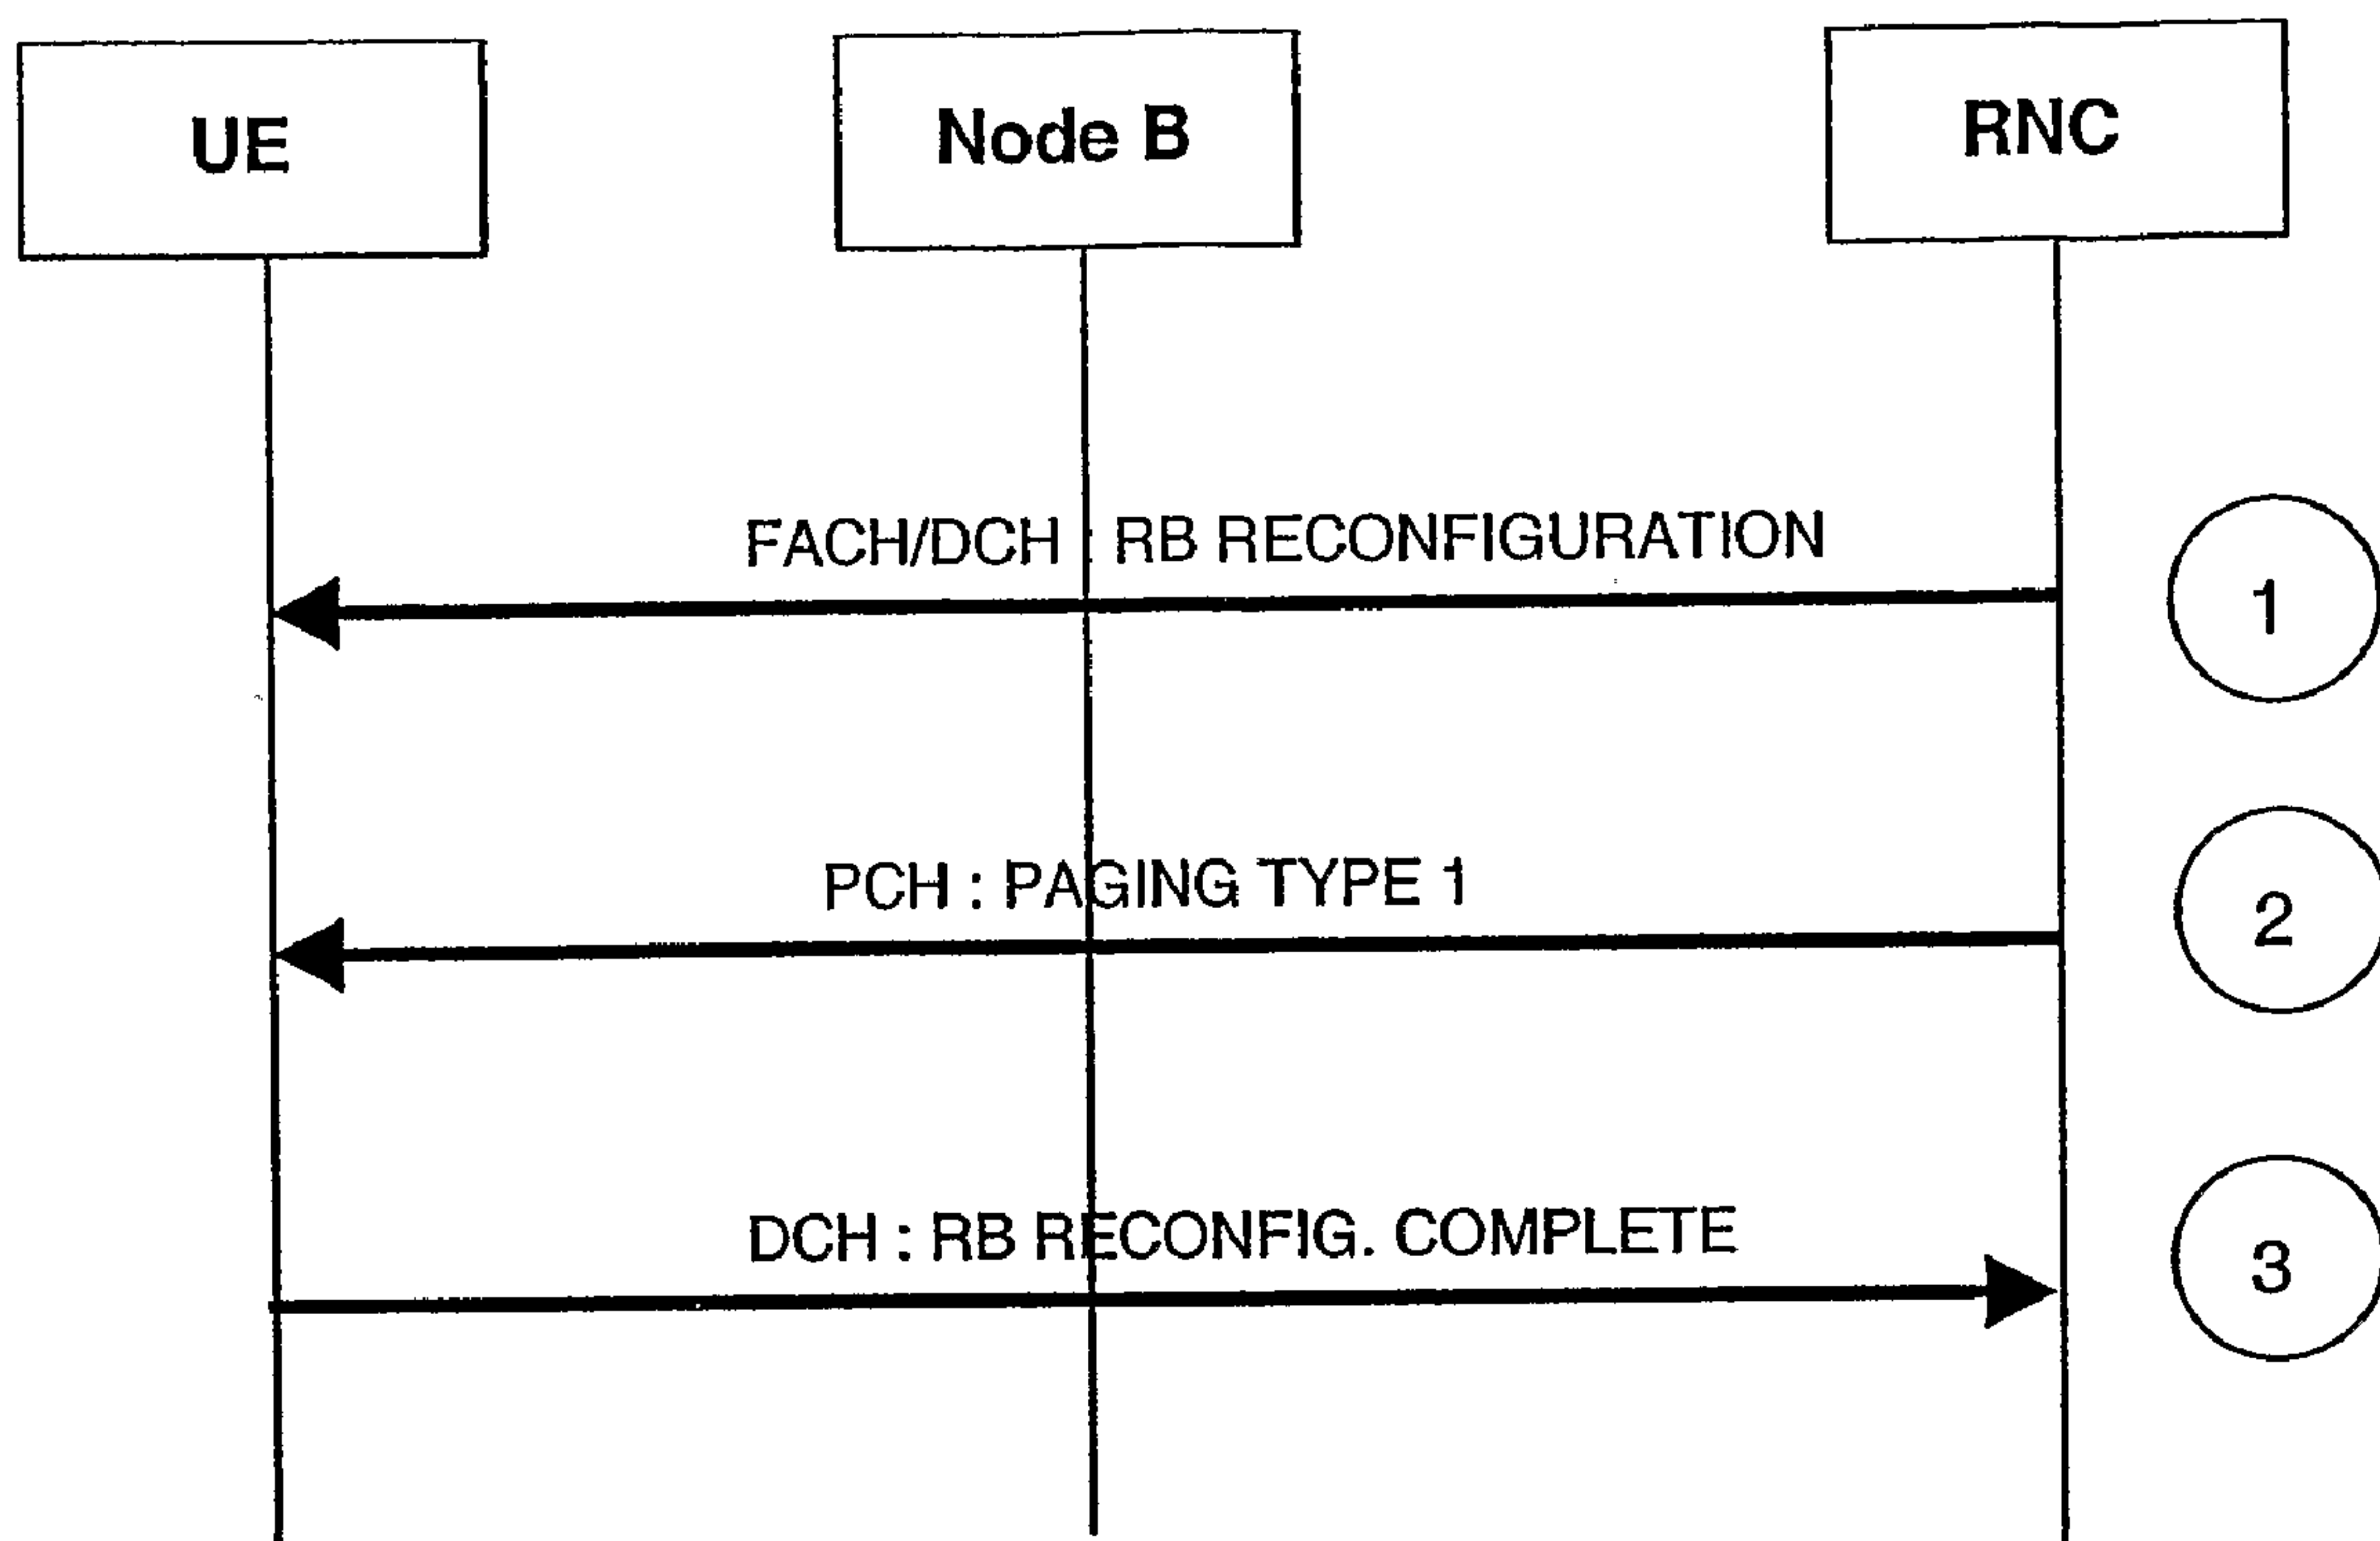 UE
Node B
RNC
FACH/DCH : RB RECONFIGURATION
1
PCH : PAGING TYPE 1
2
DCH : RB RECONFIG. COMPLETE
3